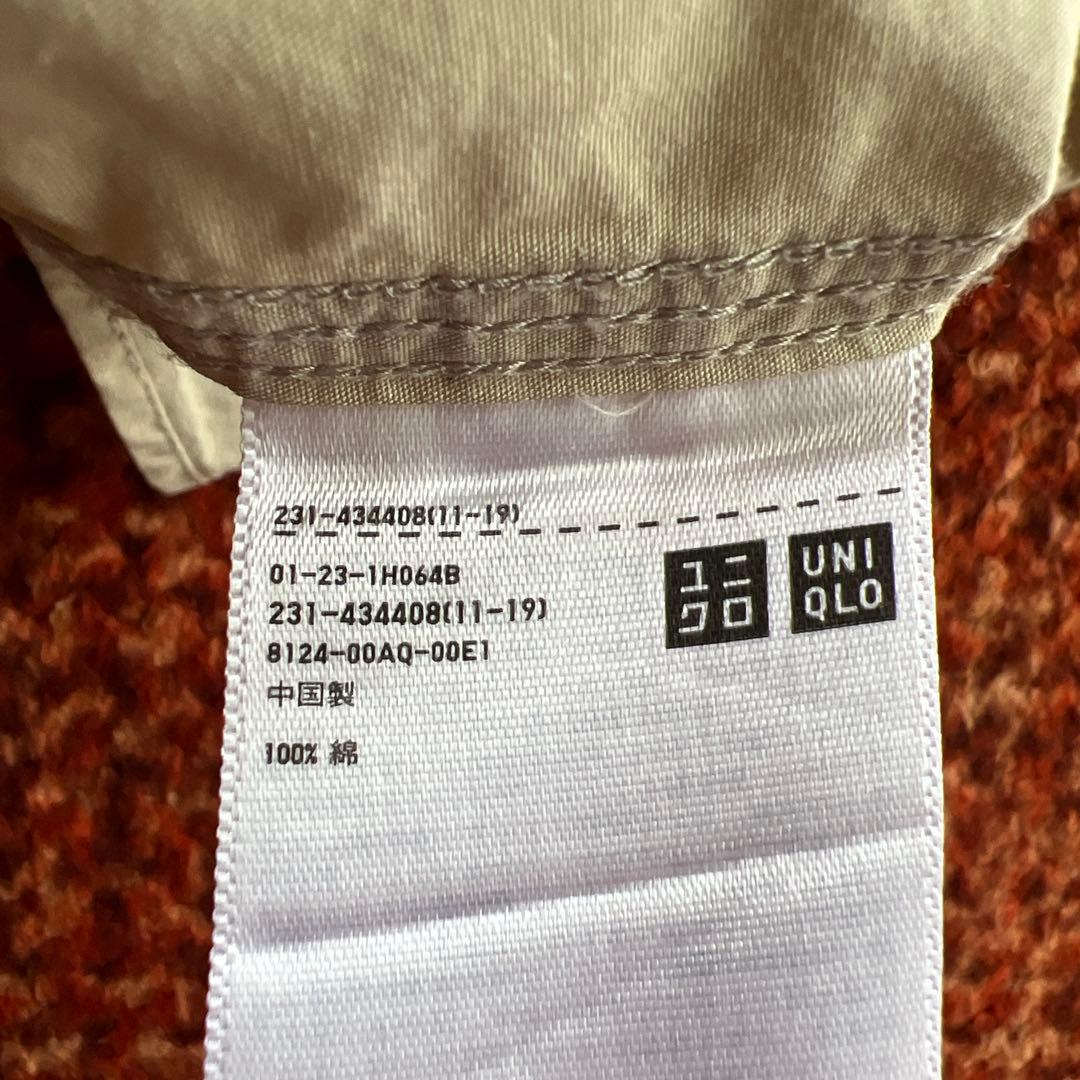 231-434408(11-19)
01-23-1H064B
231-434408(11-19)
8124-00AQ-00E1
中国製
100% 綿
ユニ
クロ
UNI
QLO